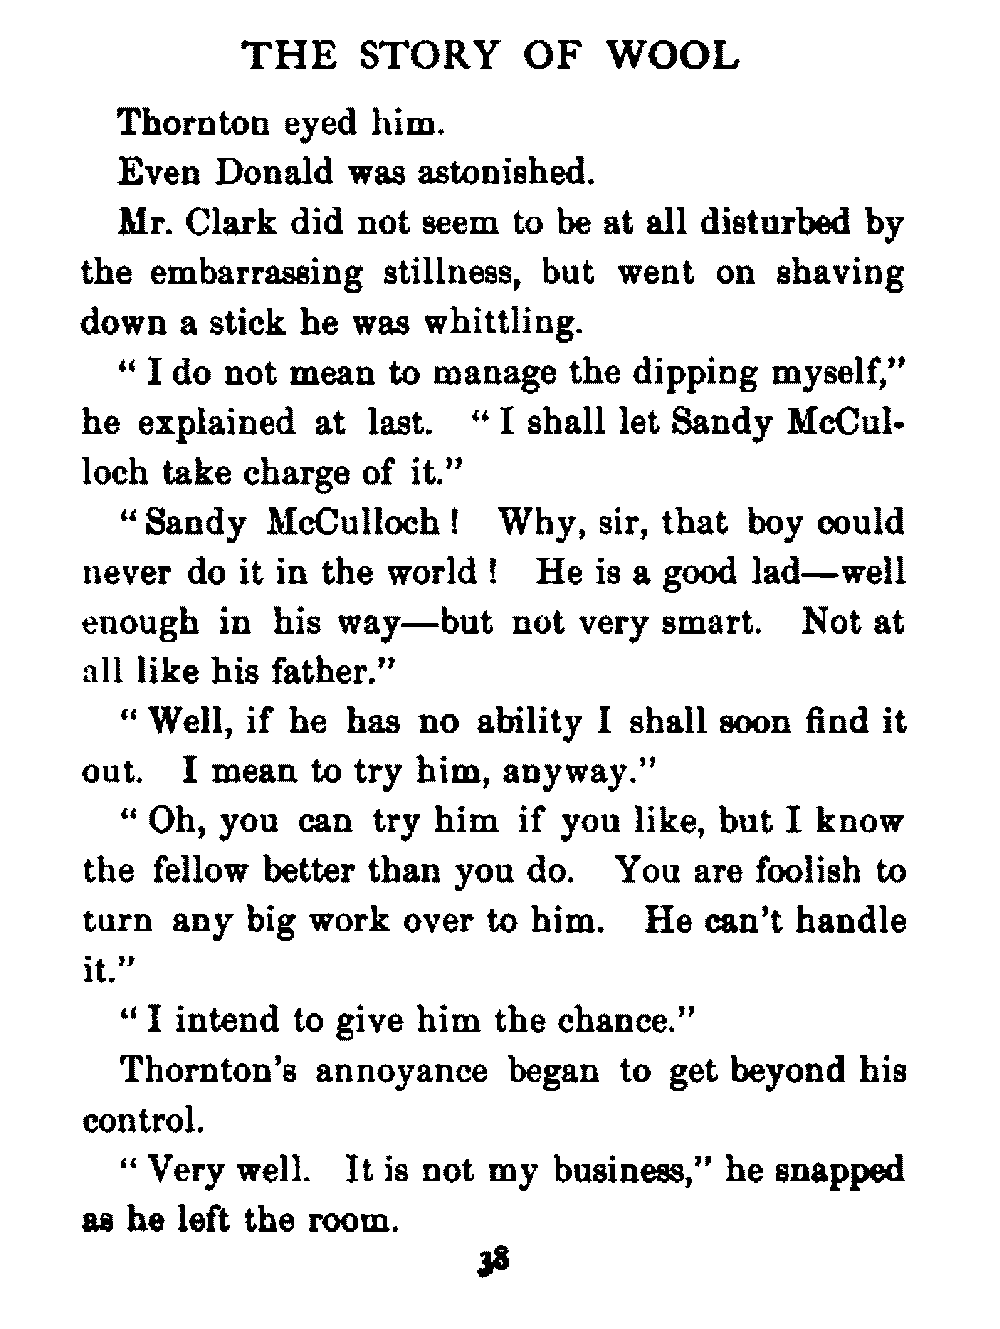 THE STORY OF WOOL
Thornton eyed him.
Even Donald was astonished.
Mr. Clark did not seem to be at all disturbed by
the embarrassing stillness, but went on shaving
down a stick he was whittling.
“ I do not mean to manage the dipping myself,”
he explained at last. “ I shall let Sandy McCul-
loch take charge of it.”
“ Sandy McCulloch ! Why, sir, that boy could
never do it in the world ! He is a good lad—well
enough in his way—but not very smart. Not at
all like his father.”
“ Well, if he has no ability I shall soon find it
out. I mean to try him, anyway.”
“ Oh, you can try him if you like, but I know
the fellow better than you do. You are foolish to
turn any big work over to him. He can’t handle
it.”
“ I intend to give him the chance.”
Thornton’s annoyance began to get beyond his
control.
“ Very well. It is not my business,” he snapped
as he left the room.
38